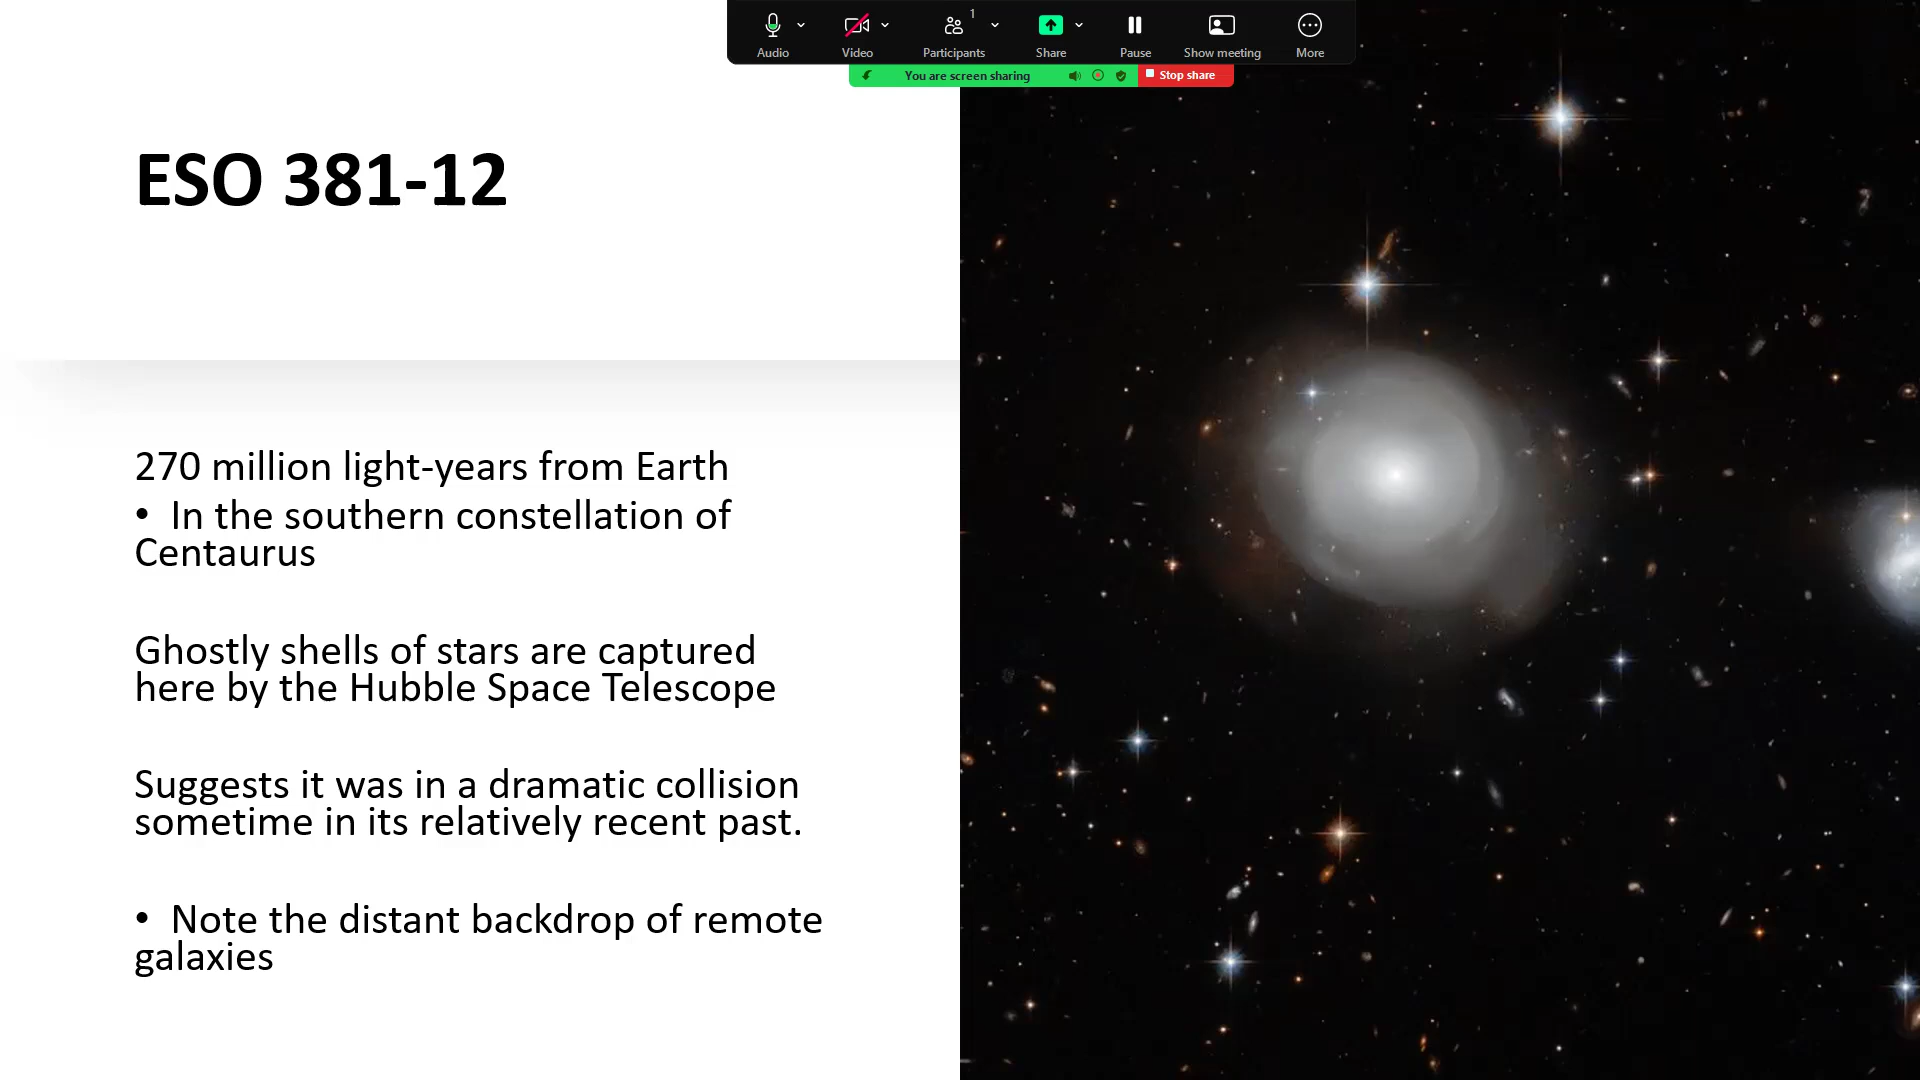 1
Audio
Video
Participants
Share
Pause
Show meeting
More
You are screen sharing
Stop share
ESO 381-12
270 million light-years from Earth
• In the southern constellation of
Centaurus
Ghostly shells of stars are captured
here by the Hubble Space Telescope
Suggests it was in a dramatic collision
sometime in its relatively recent past.
• Note the distant backdrop of remote
galaxies